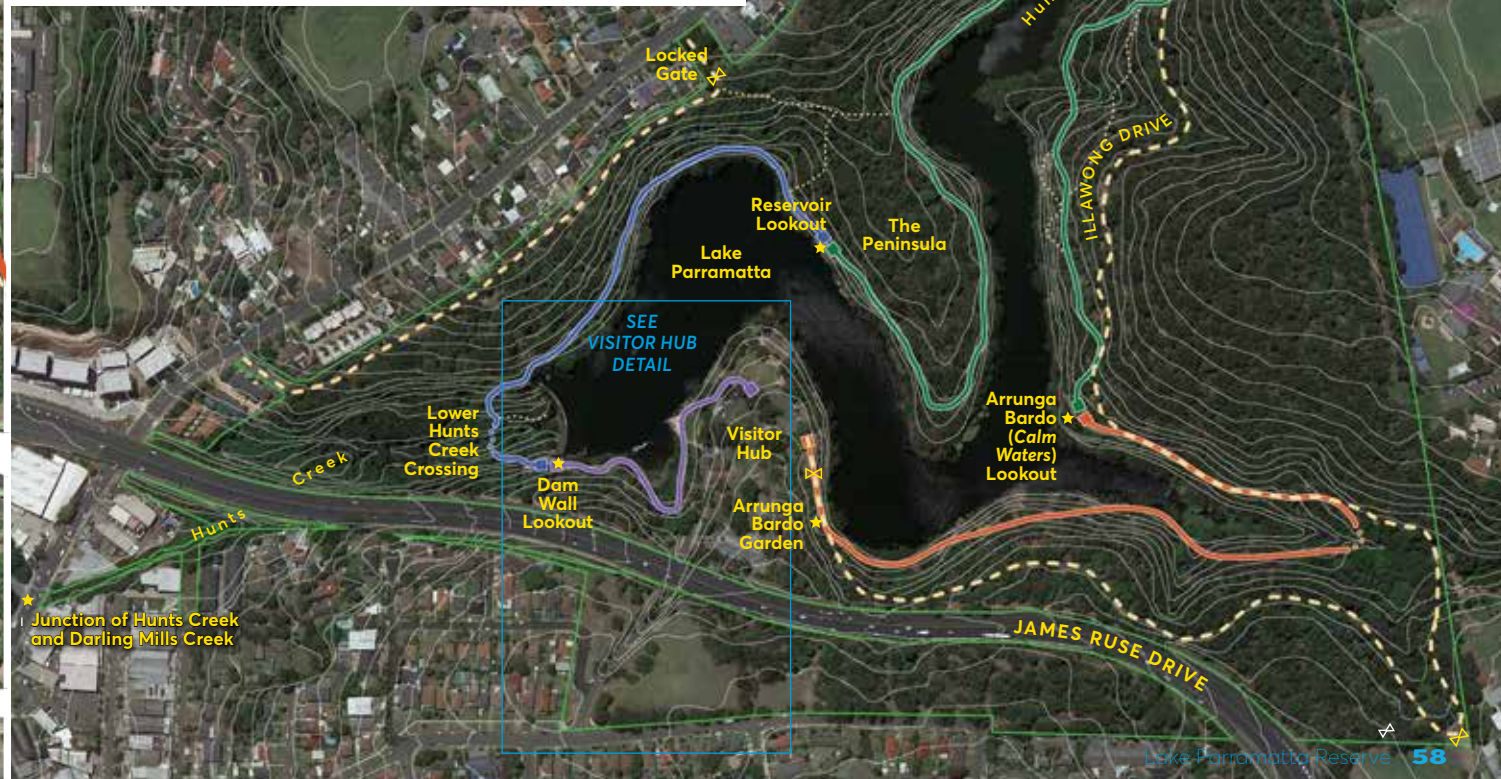 Hun
Locked
Gate
ILLAWONG DRIVE
Reservoir
Lookout
The
Peninsula
Lake
Parramatta
SEE
VISITOR HUB
DETAIL
Arrunga
Bardo
(Calm
Waters)
Lookout
Lower
Hunts
Creek
Crossing
Visitor
Hub
Creek
Dam
Wall
Lookout
Arrunga
Bardo
Garden
Hunts
Junction of Hunts Creek
and Darling Mills Creek
JAMES RUSE DRIVE
Lake Parramatta Reserve 58